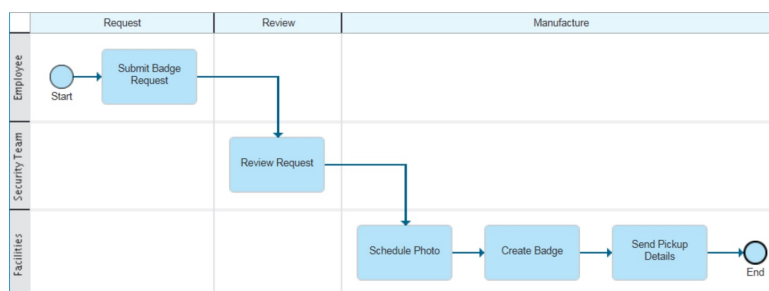 Request
Review
Manufacture
Employee
Start
Submit Badge
Request
Security Team
Review Request
Facilities
Schedule Photo
Create Badge
Send Pickup
Details
End